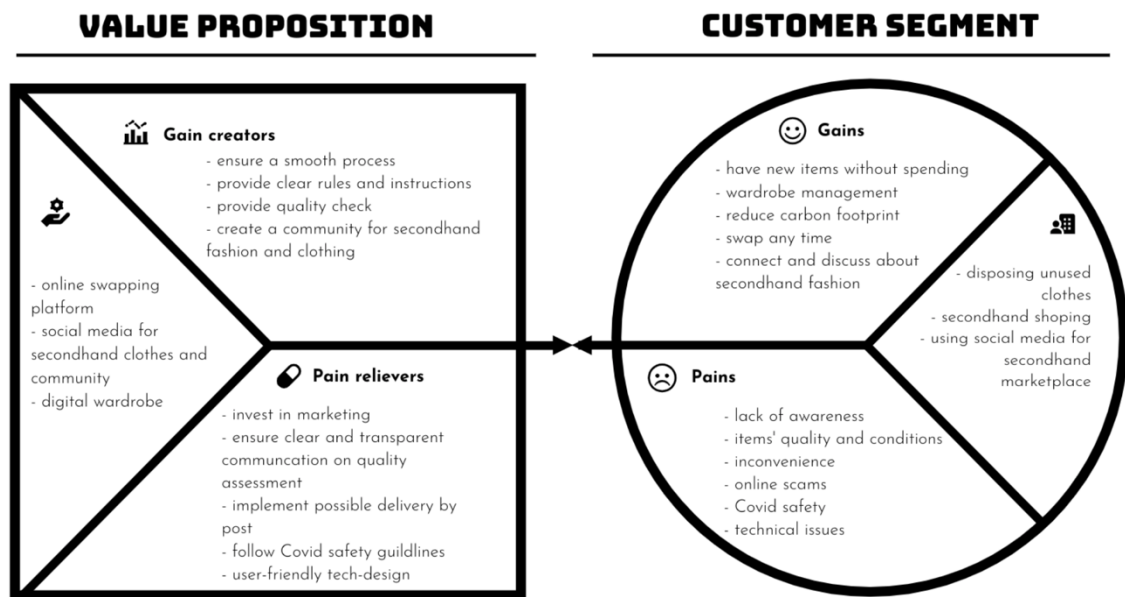 VALUE PROPOSITION
Gain creators
- ensure a smooth process
- provide clear rules and instructions
- provide quality check
- create a community for secondhand
fashion and clothing
- online swapping
platform
- social media for
secondhand clothes and
community
- digital wardrobe
Pain relievers
- invest in marketing
- ensure clear and transparent
communcation on quality
assessment
- implement possible delivery by
post
- follow Covid safety guildlines
- user-friendly tech-design
CUSTOMER SEGMENT
Gains
- have new items without spending
- wardrobe management
- reduce carbon footprint
- swap any time
- connect and discuss about
secondhand fashion
- disposing unused
clothes
- secondhand shoping
- using social media for
secondhand
marketplace
Pains
- lack of awareness
- items' quality and conditions
- inconvenience
- online scams
- Covid safety
- technical issues